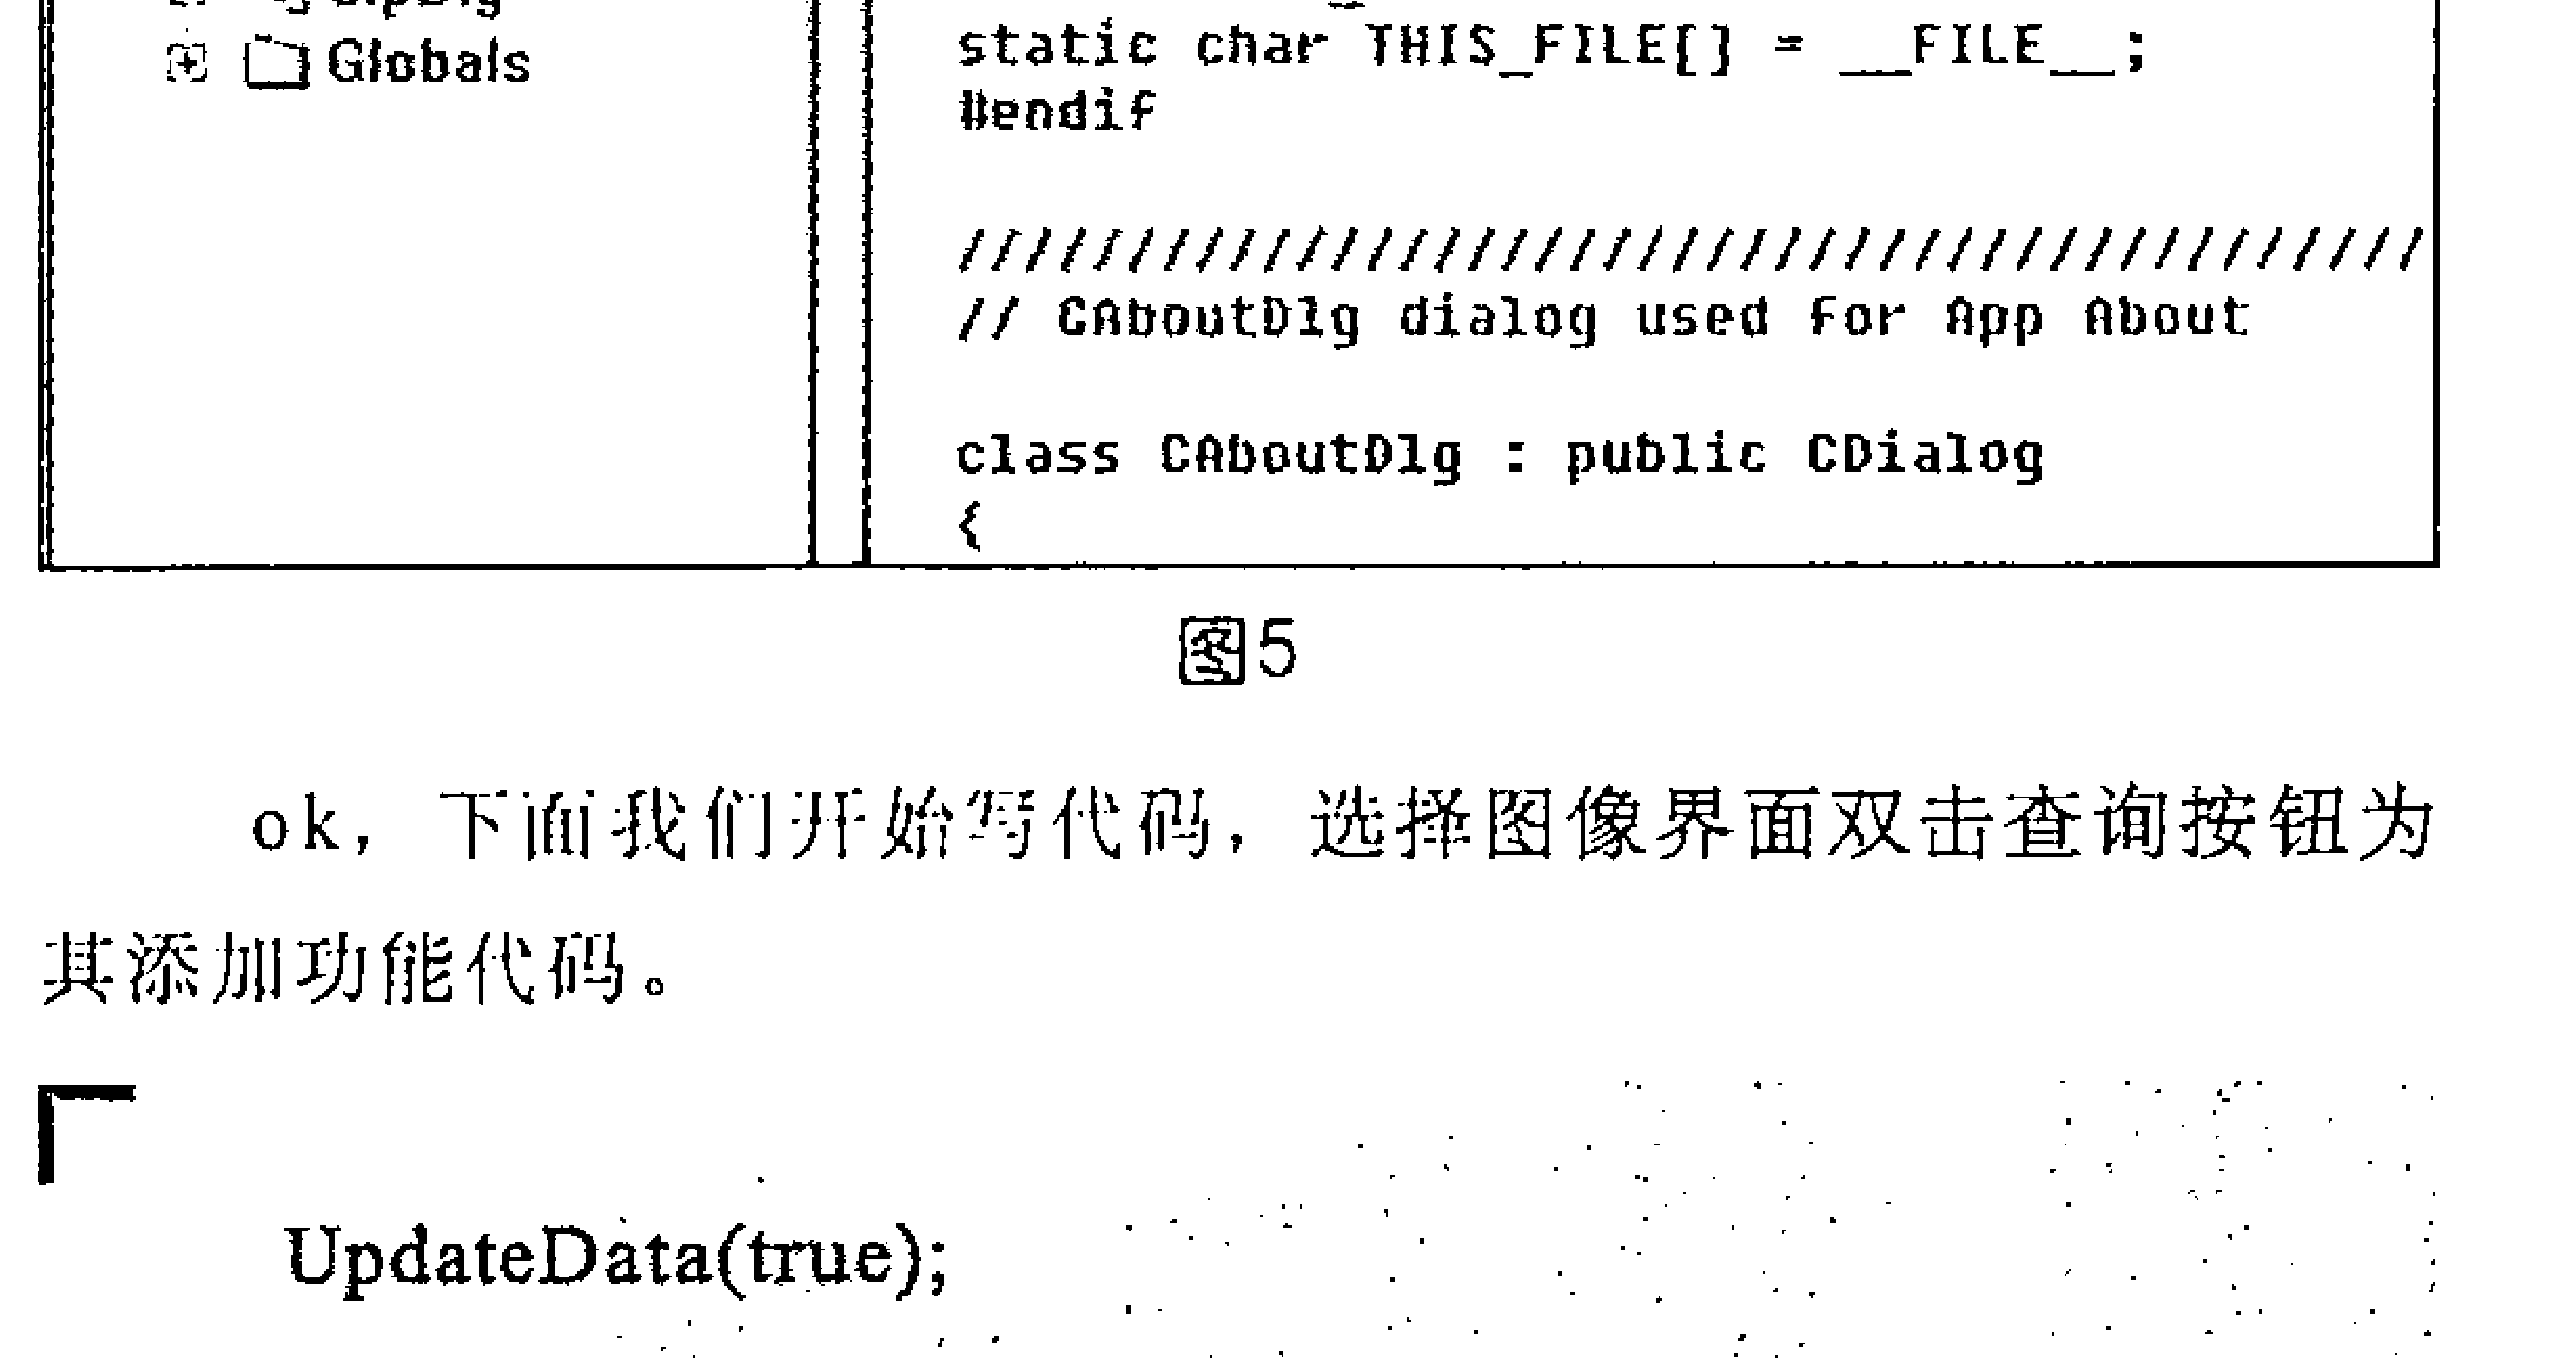 Globals
static char THIS_FILE[] = __FILE__;
#endif
///////////////////////////////////////////
// CAboutDlg dialog used for App About
class CAboutDlg : public CDialog
{
图5
ok，下面我们开始写代码，选择图像界面双击查询按钮为
其添加功能代码。
UpdateData(true);